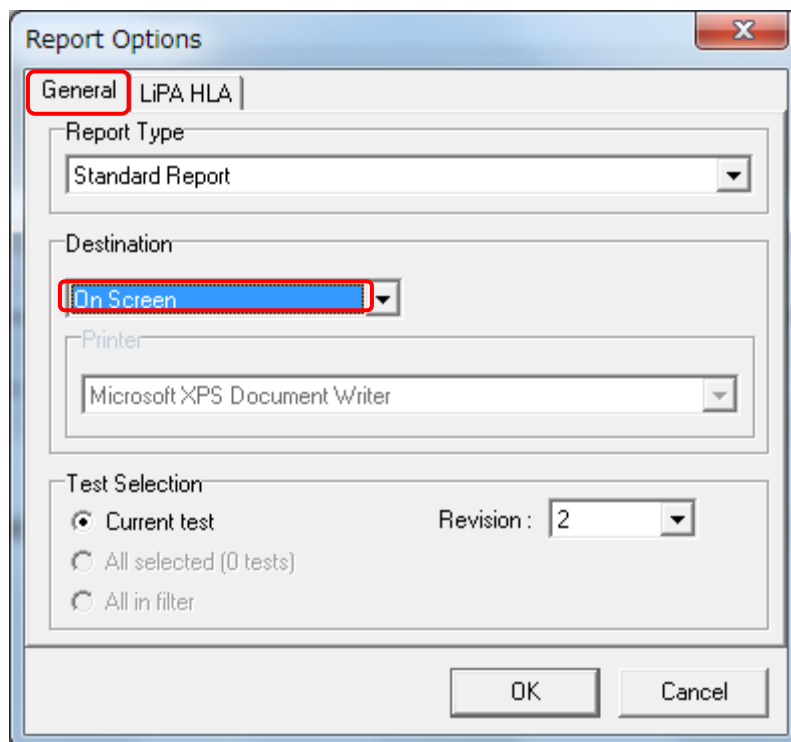 Report Options
General LiPA HLA
Report Type
Standard Report
Destination
On Screen
Printer
Microsoft XPS Document Writer
Test Selection
Current test Revision : 2
All selected (0 tests)
All in filter
OK Cancel